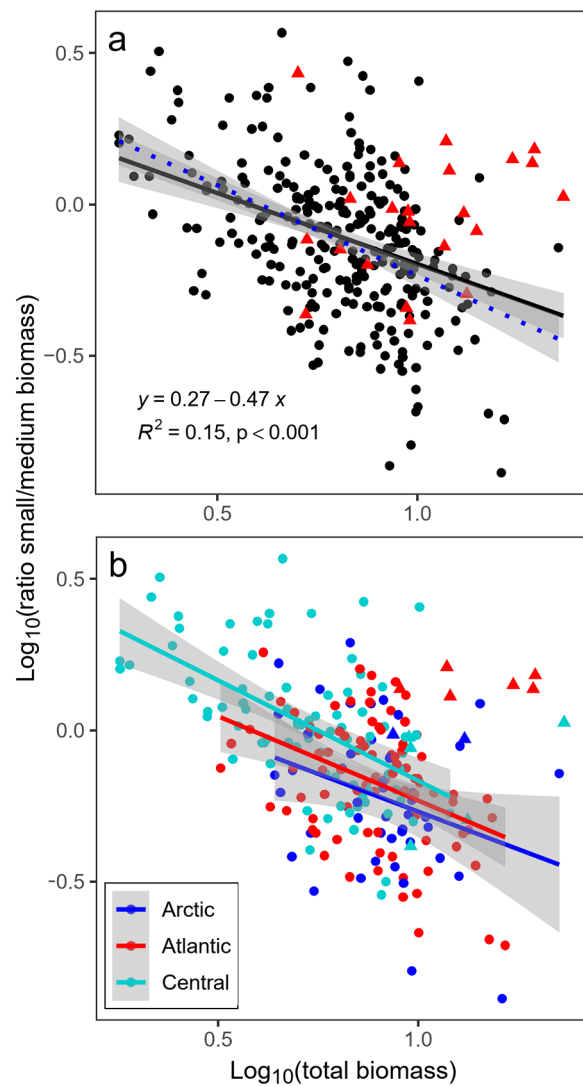 a
0.5
0.0
−0.5
y = 0.27 − 0.47 x
R² = 0.15, p < 0.001
0.5 1.0
Log₁₀(ratio small/medium biomass)
b
0.5
0.0
−0.5
Arctic
Atlantic
Central
0.5 1.0
Log₁₀(total biomass)